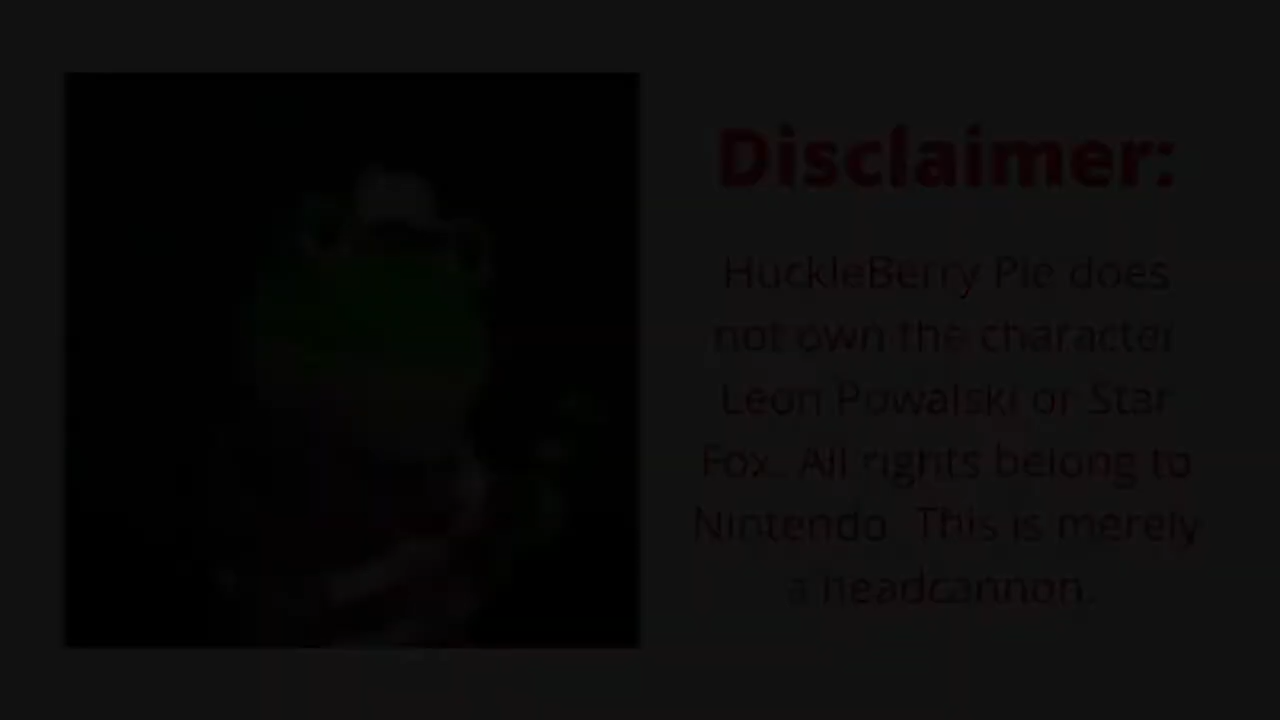 Disclaimer:
HuckleBerry Pie does
not own the character
Leon Powalski or Star
Fox. All rights belong to
Nintendo. This is merely
a headcannon.